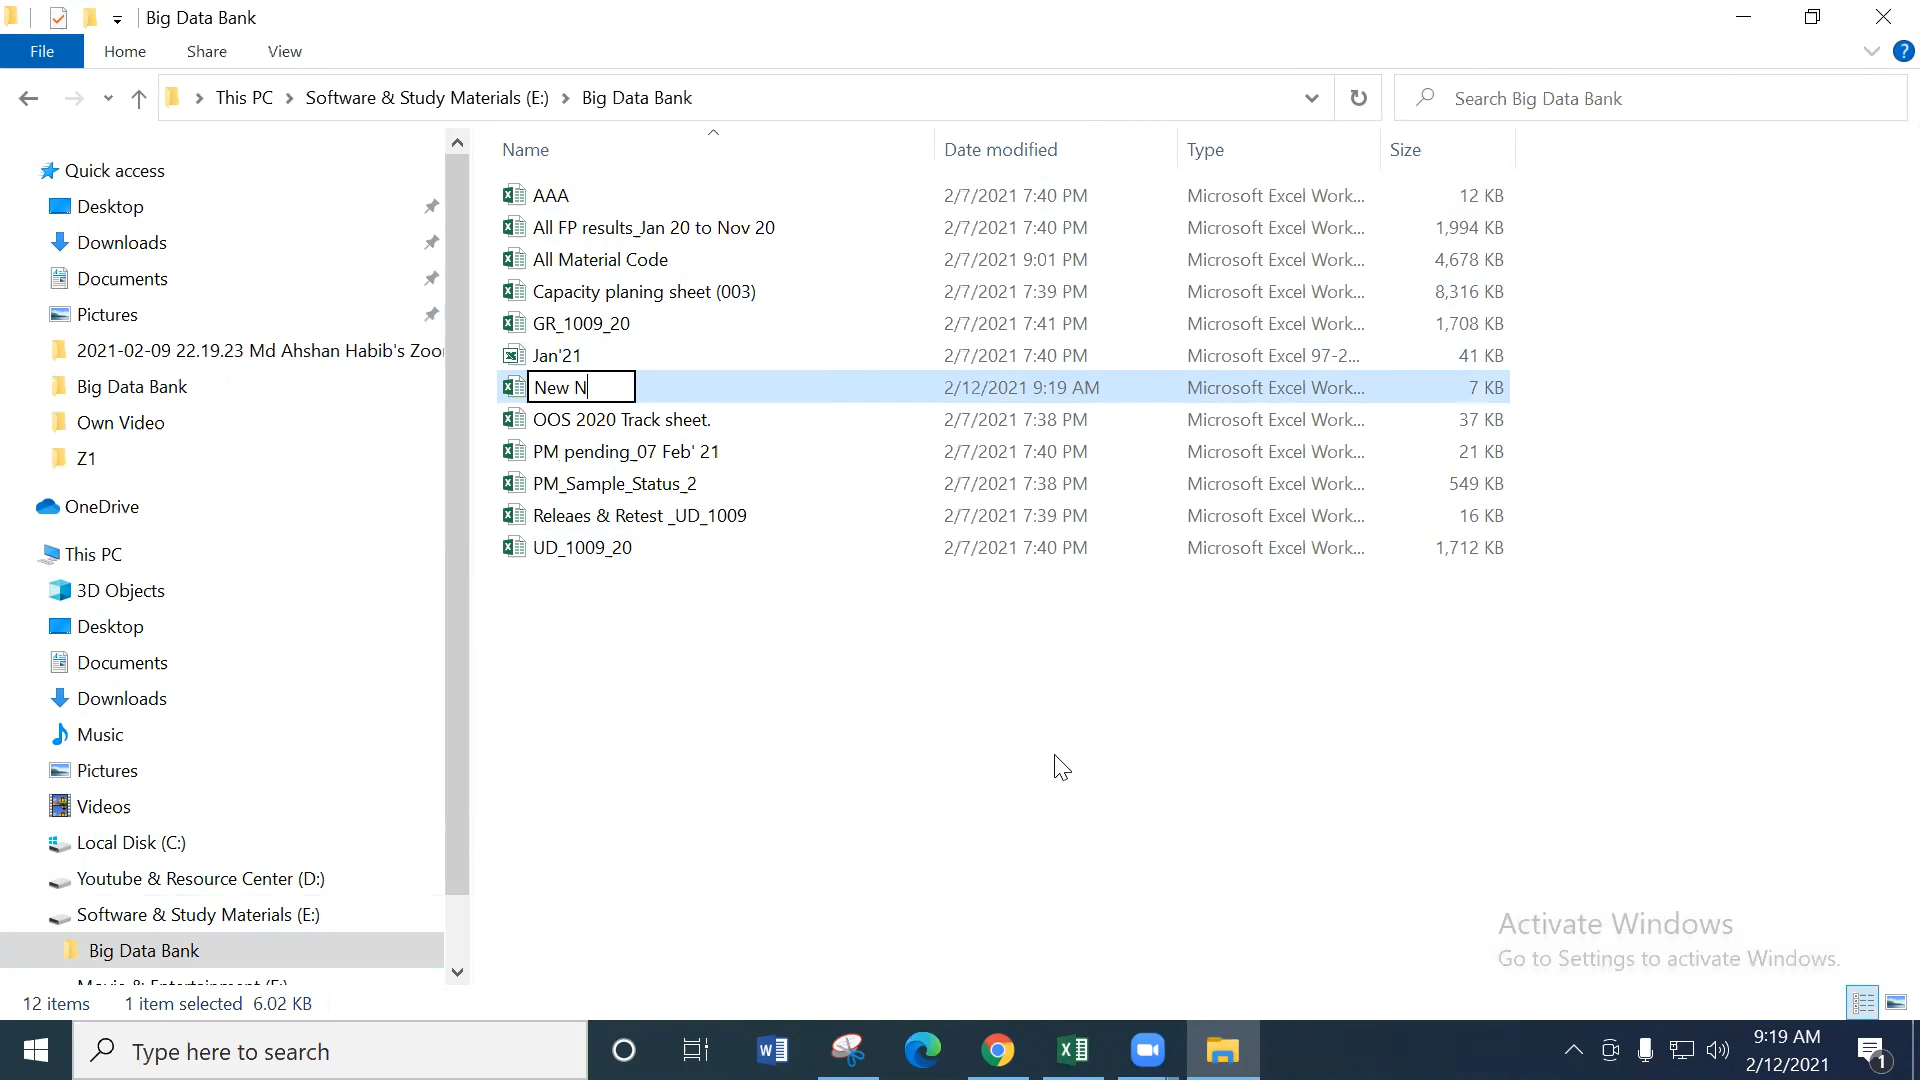 Big Data Bank
File Home Share View
This PC Software & Study Materials (E:) Big Data Bank
Search Big Data Bank
Quick access
Desktop
Downloads
Documents
Pictures
2021-02-09 22.19.23 Md Ahshan Habib's Zoo
Big Data Bank
Own Video
Z1
OneDrive
This PC
3D Objects
Desktop
Documents
Downloads
Music
Pictures
Videos
Local Disk (C:)
Youtube & Resource Center (D:)
Software & Study Materials (E:)
Big Data Bank
Name Date modified Type Size
AAA 2/7/2021 7:40 PM Microsoft Excel Work... 12 KB
All FP results_Jan 20 to Nov 20 2/7/2021 7:40 PM Microsoft Excel Work... 1,994 KB
All Material Code 2/7/2021 9:01 PM Microsoft Excel Work... 4,678 KB
Capacity planing sheet (003) 2/7/2021 7:39 PM Microsoft Excel Work... 8,316 KB
GR_1009_20 2/7/2021 7:41 PM Microsoft Excel Work... 1,708 KB
Jan'21 2/7/2021 7:40 PM Microsoft Excel 97-2... 41 KB
New N 2/12/2021 9:19 AM Microsoft Excel Work... 7 KB
OOS 2020 Track sheet. 2/7/2021 7:38 PM Microsoft Excel Work... 37 KB
PM pending_07 Feb' 21 2/7/2021 7:40 PM Microsoft Excel Work... 21 KB
PM_Sample_Status_2 2/7/2021 7:38 PM Microsoft Excel Work... 549 KB
Releaes & Retest _UD_1009 2/7/2021 7:39 PM Microsoft Excel Work... 16 KB
UD_1009_20 2/7/2021 7:40 PM Microsoft Excel Work... 1,712 KB
Activate Windows
Go to Settings to activate Windows.
12 items 1 item selected 6.02 KB
Type here to search
9:19 AM
2/12/2021
1